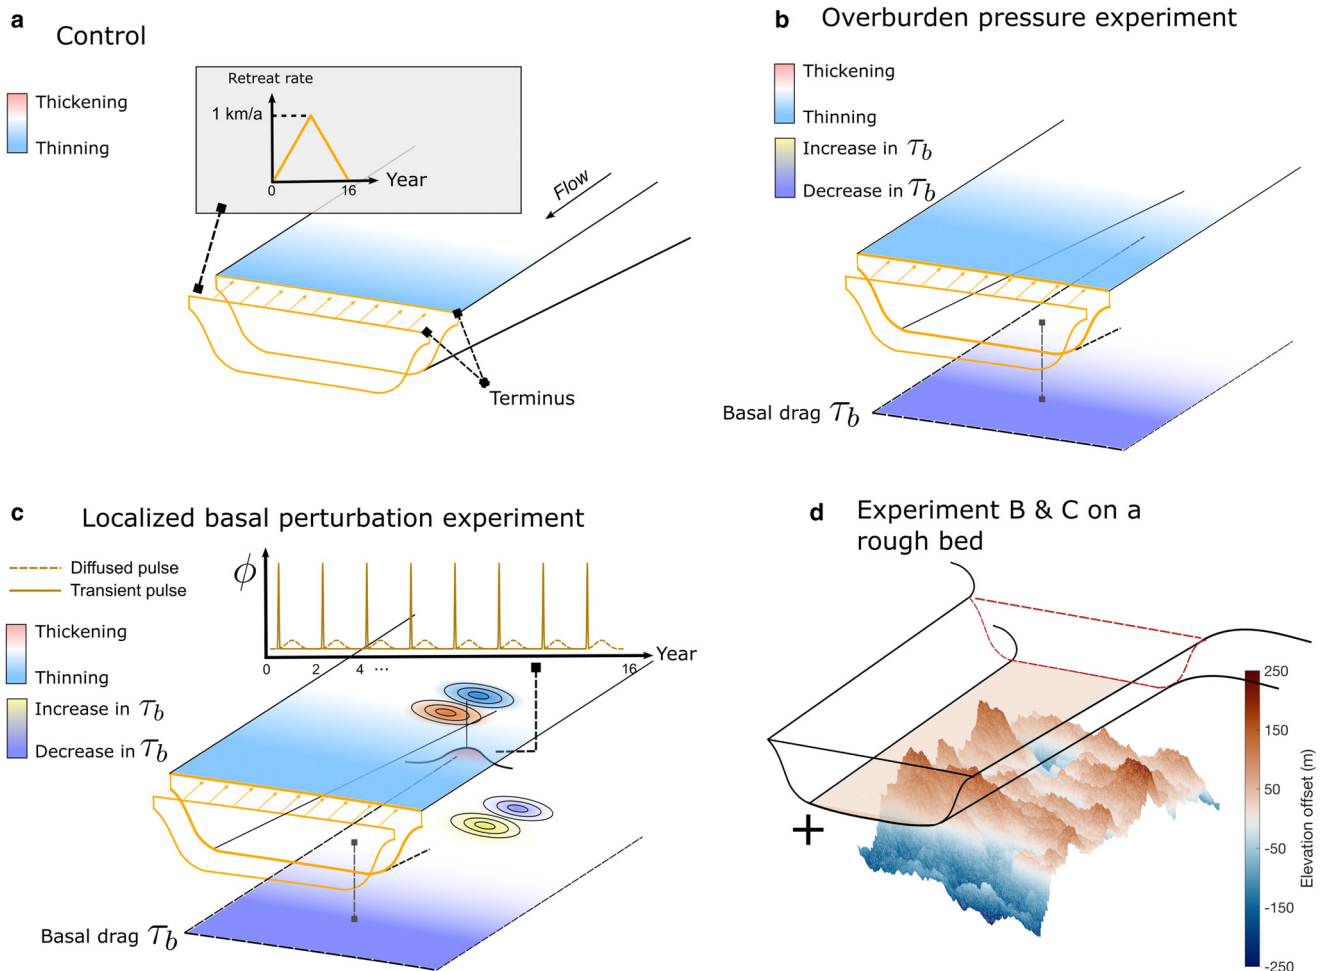 a
Control
Thickening
Thinning
Retreat rate
1 km/a
0
16
Year
Flow
Terminus
b
Overburden pressure experiment
Thickening
Thinning
Increase in τb
Decrease in τb
Basal drag τb
c
Localized basal perturbation experiment
Diffused pulse
Transient pulse
ϕ
0
2
4
...
16
Year
Thickening
Thinning
Increase in τb
Decrease in τb
Basal drag τb
d
Experiment B & C on a
rough bed
+
250
150
50
-50
-150
-250
Elevation offset (m)